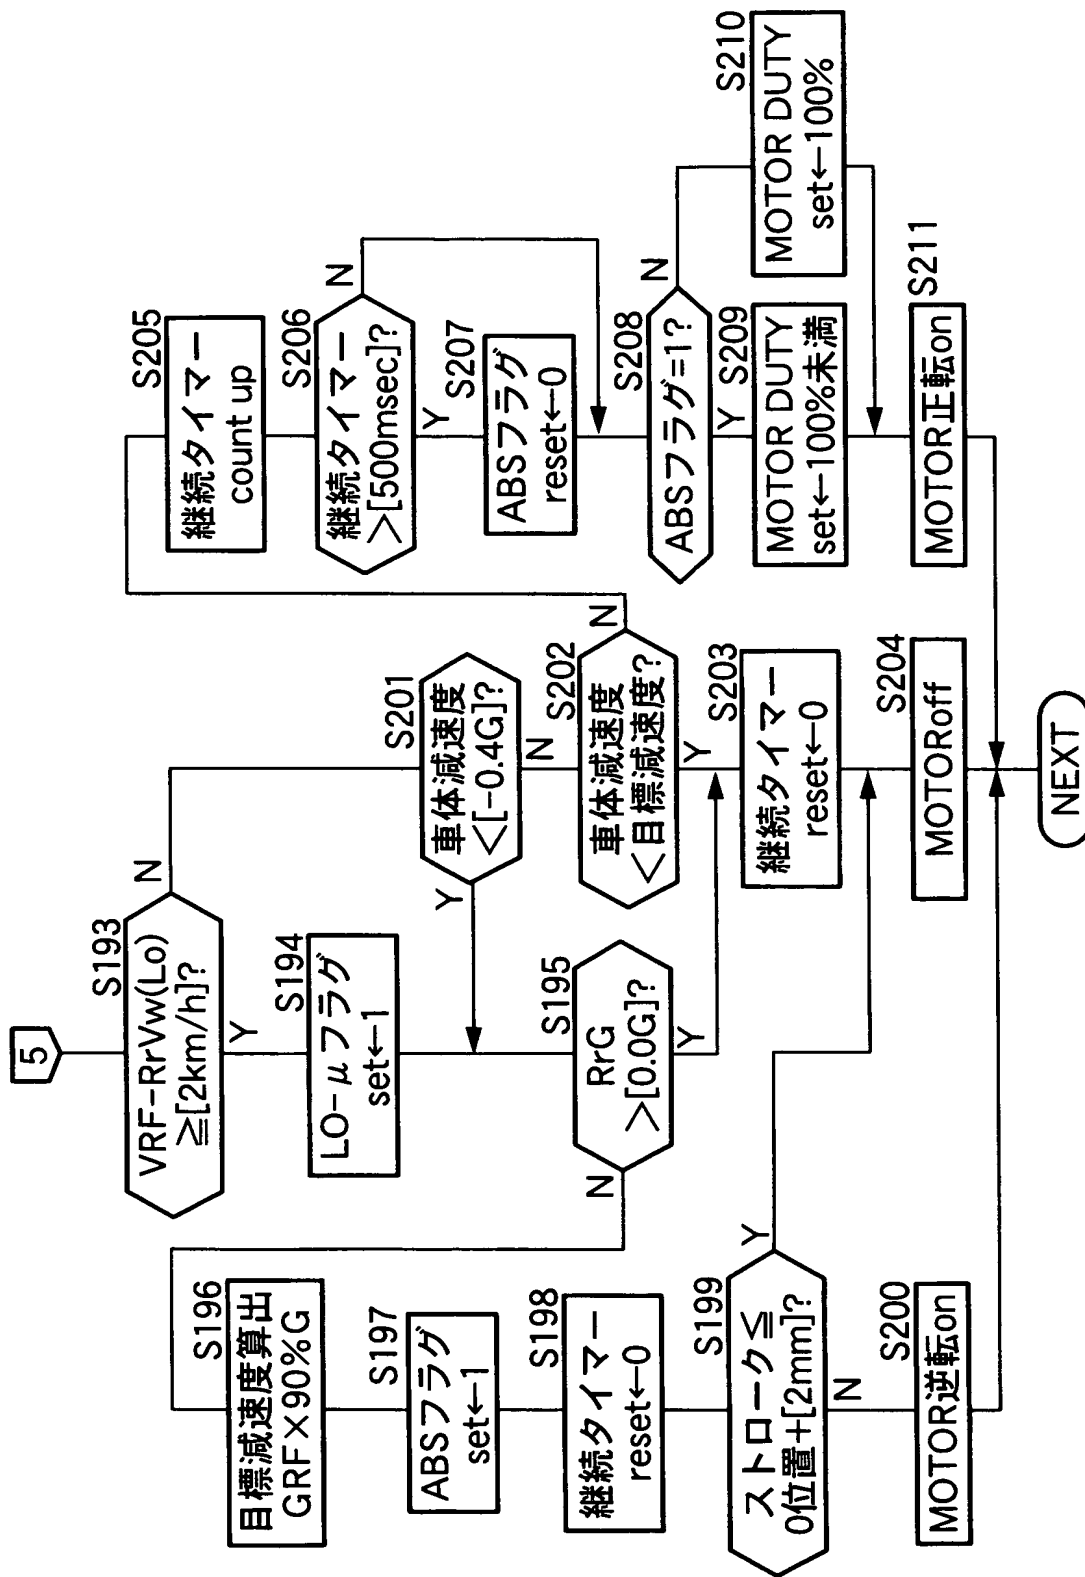 5
S193
VRF-RrVw(Lo)
≧[2km/h]?
N
Y
S194
LO-μフラグ
set←1
S195
RrG
>[0.0G]?
N
Y
S196
目標減速度算出
GRF×90%G
S197
ABSフラグ
set←1
S198
継続タイマー
reset←0
S199
ストローク≦
0位置+[2mm]?
Y
N
S200
MOTOR逆転on
S201
車体減速度
<[-0.4G]?
Y
N
S202
車体減速度
<目標減速度?
N
Y
S203
継続タイマー
reset←0
S204
MOTORoff
S205
継続タイマー
count up
S206
継続タイマー
>[500msec]?
N
Y
S207
ABSフラグ
reset←0
S208
ABSフラグ=1?
N
Y
S209
MOTOR DUTY
set←100%未満
S210
MOTOR DUTY
set←100%
S211
MOTOR正転on
NEXT